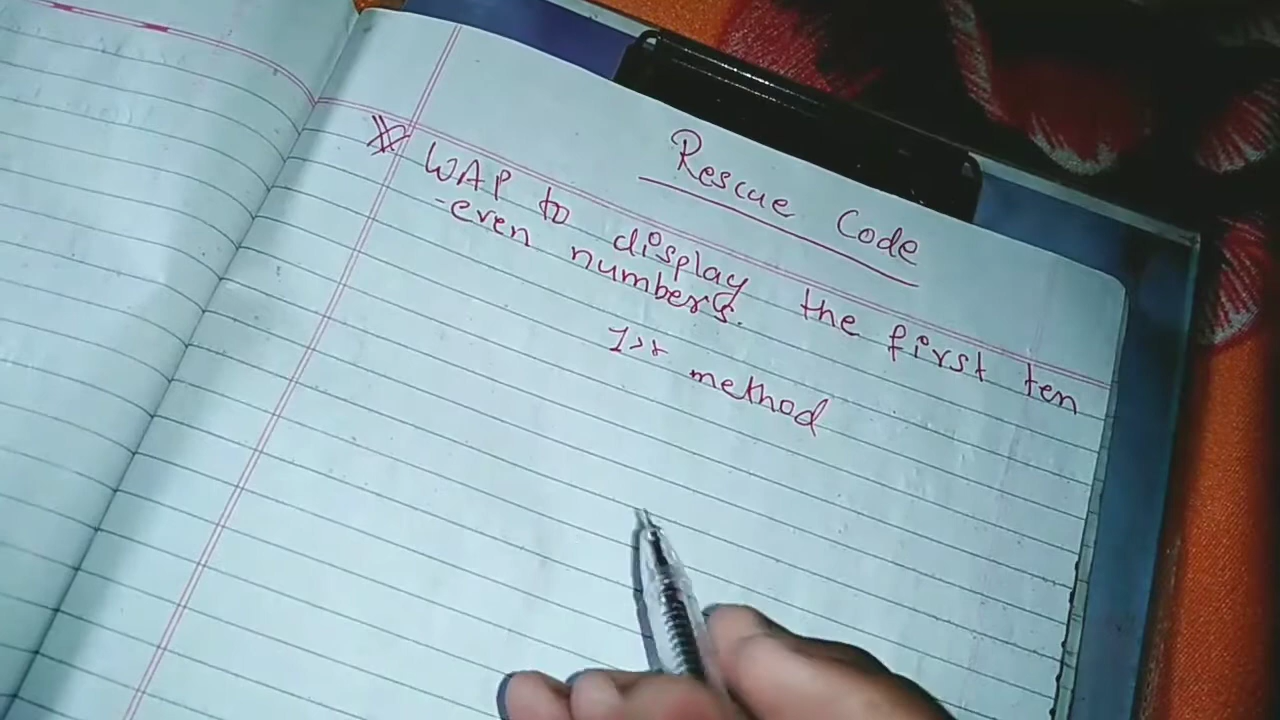 Rescue Code
WAP to display the first ten
-even numbers.
1st method